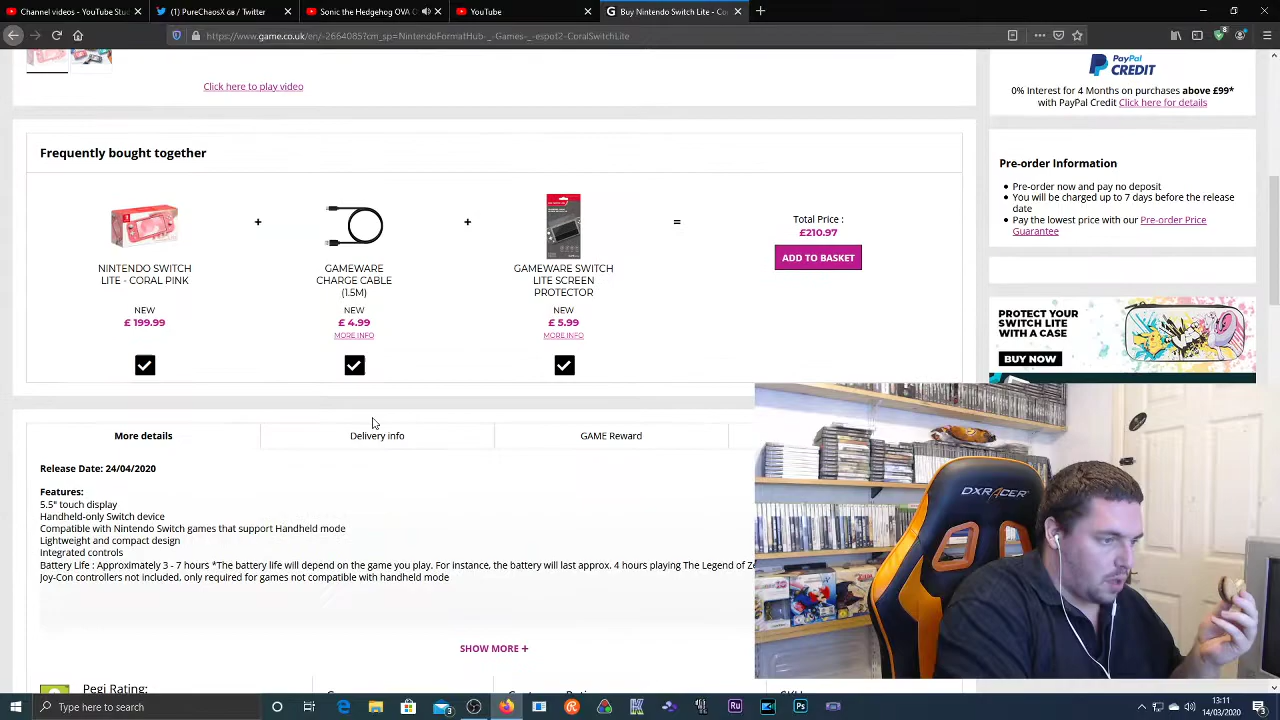 Channel videos - YouTube Stu
(1) PureChaosX GB / Twitter
Sonic the Hedgehog OVA C
YouTube
Buy Nintendo Switch Lite - Co
https://www.game.co.uk/en/-2664085?cm_sp=NintendoFormatHub-_-Games-_-espot2-CoralSwitchLite
Click here to play video
PayPal
CREDIT
0% Interest for 4 Months on purchases above £99*
with PayPal Credit Click here for details
Frequently bought together
NINTENDO SWITCH
LITE - CORAL PINK
NEW
£ 199.99
+
GAMEWARE
CHARGE CABLE
(1.5M)
NEW
£ 4.99
MORE INFO
+
GAMEWARE SWITCH
LITE SCREEN
PROTECTOR
NEW
£ 5.99
MORE INFO
=
Total Price :
£210.97
ADD TO BASKET
Pre-order Information
Pre-order now and pay no deposit
You will be charged up to 7 days before the release
date
Pay the lowest price with our Pre-order Price
Guarantee
PROTECT YOUR
SWITCH LITE
WITH A CASE
BUY NOW
More details
Delivery info
GAME Reward
Release Date: 24/04/2020
Features:
5.5" touch display
Handheld-only Switch device
Compatible with Nintendo Switch games that support Handheld mode
Lightweight and compact design
Integrated controls
Battery Life : Approximately 3 - 7 hours *The battery life will depend on the game you play. For instance, the battery will last approx. 4 hours playing The Legend of Ze
Joy-Con controllers not included, only required for games not compatible with handheld mode
SHOW MORE +
Pegi Rating:
DXRACER
Type here to search
Ru
Ps
13:11
14/03/2020